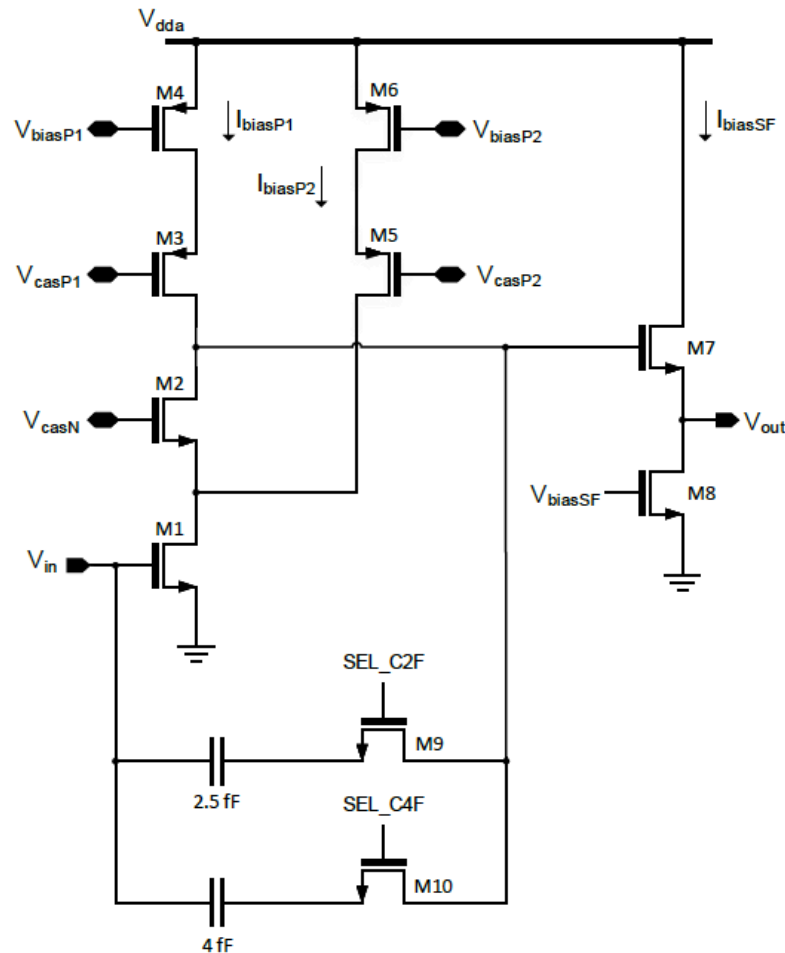 Vdda
M4
M6
VbiasP1
IbiasP1
VbiasP2
IbiasSF
IbiasP2
M3
M5
VcasP1
VcasP2
M7
M2
VcasN
Vout
VbiasSF
M8
M1
Vin
SEL_C2F
M9
2.5 fF
SEL_C4F
M10
4 fF